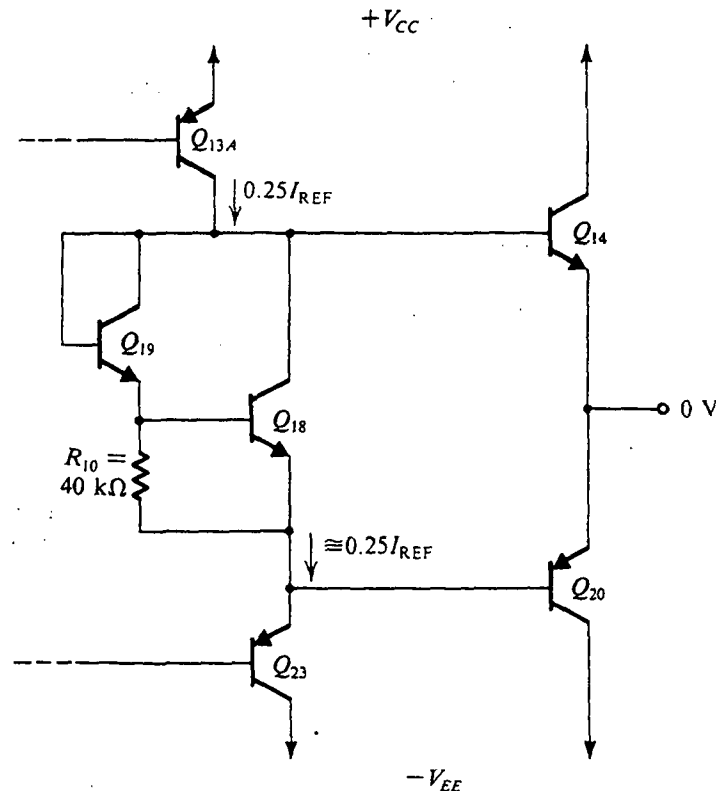 +V_CC
Q_13A
0.25I_REF
Q_14
Q_19
Q_18
0 V
R_10 =
40 kΩ
≅0.25I_REF
Q_20
Q_23
−V_EE